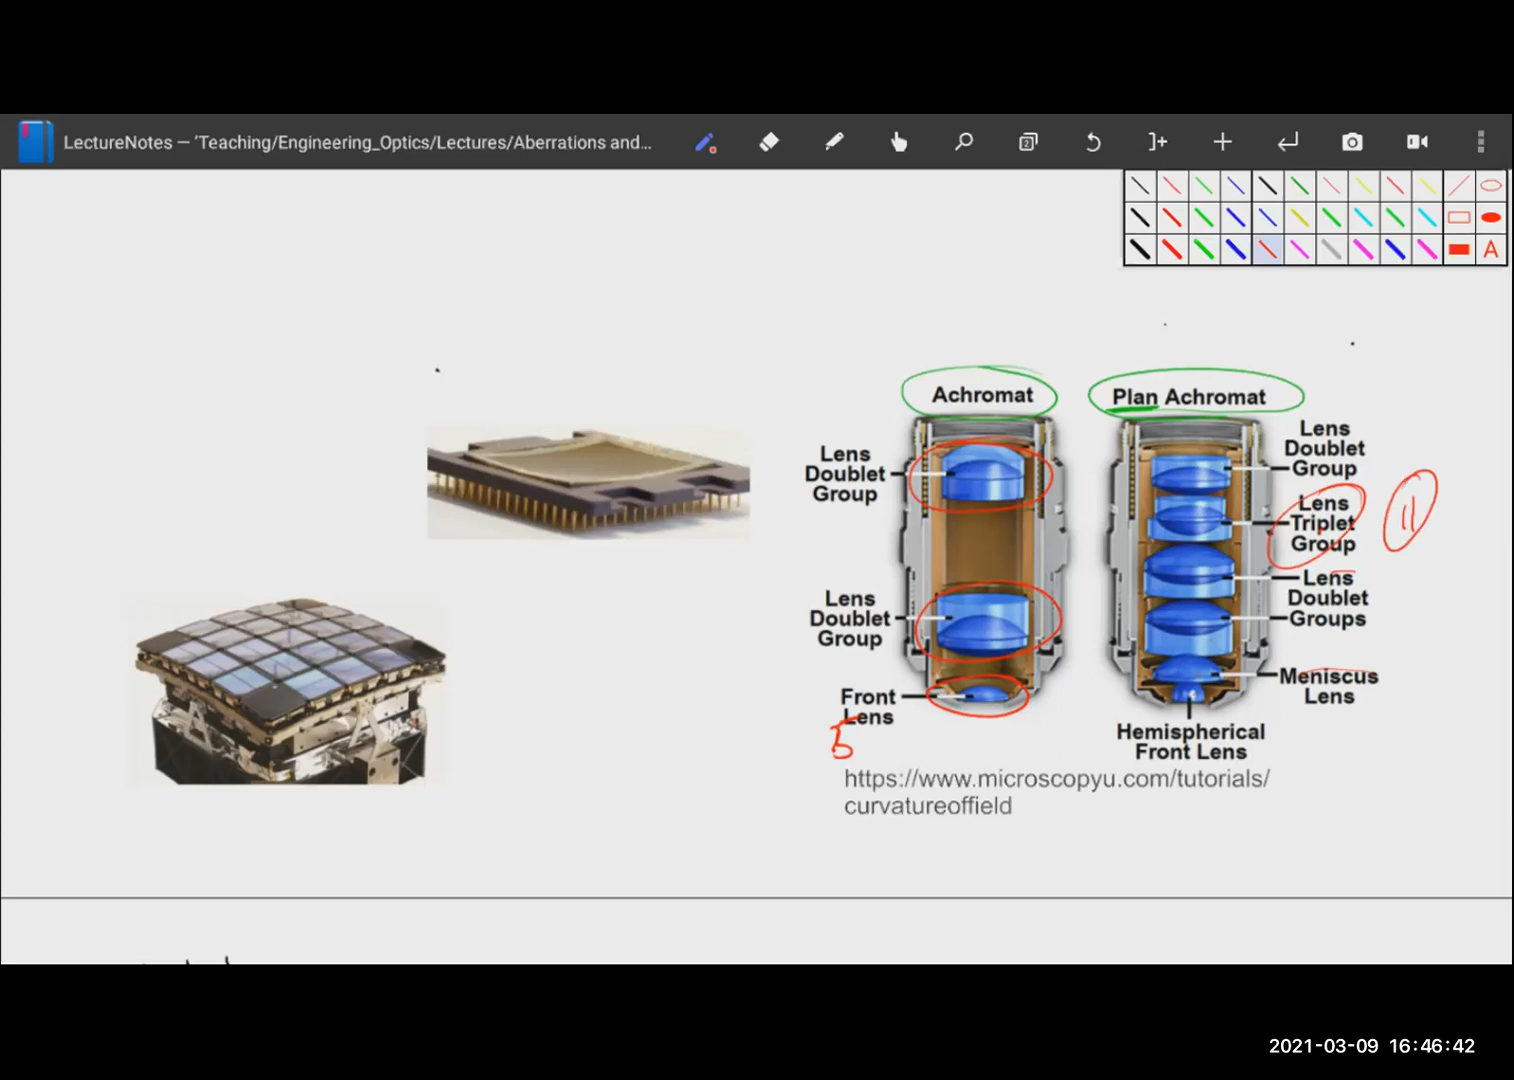 LectureNotes — ‘Teaching/Engineering_Optics/Lectures/Aberrations and...
2
A
Achromat
Plan Achromat
Lens
Doublet
Group
Lens
Doublet
Group
Front
Lens
5
Lens
Doublet
Group
Lens
Triplet
Group
11
Lens
Doublet
Groups
Meniscus
Lens
Hemispherical
Front Lens
https://www.microscopyu.com/tutorials/
curvatureoffield
2021-03-09 16:46:42